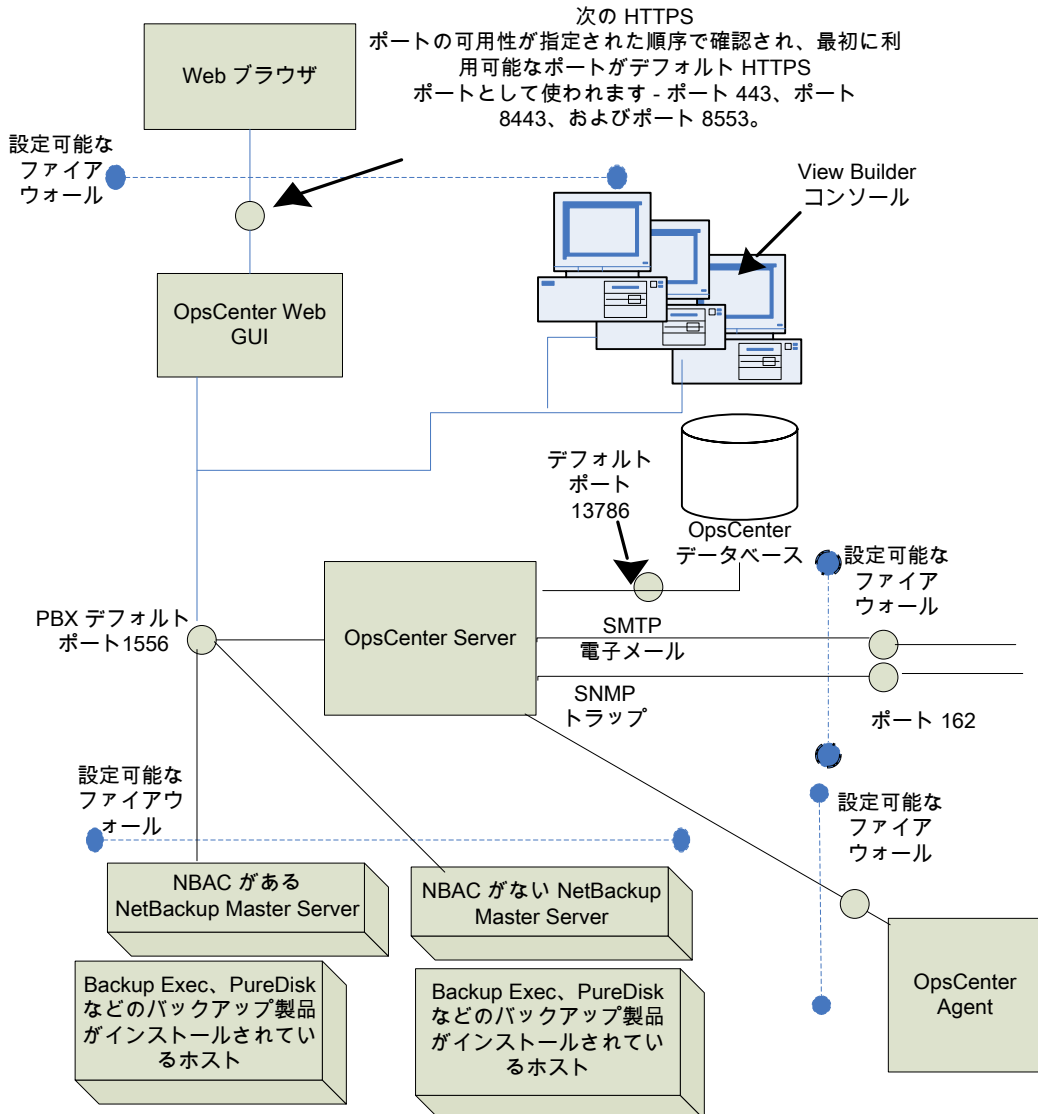 次の HTTPS
ポートの可用性が指定された順序で確認され、最初に利
用可能なポートがデフォルト HTTPS
ポートとして使われます - ポート 443、ポート
8443、およびポート 8553。
Web ブラウザ
設定可能な
ファイア
ウォール
View Builder
コンソール
OpsCenter Web
GUI
デフォルト
ポート
13786
OpsCenter
データベース
設定可能な
ファイア
ウォール
PBX デフォルト
ポート1556
OpsCenter Server
SMTP
電子メール
SNMP
トラップ
ポート 162
設定可能な
ファイアウ
ォール
設定可能な
ファイア
ウォール
NBAC がある
NetBackup Master Server
NBAC がない NetBackup
Master Server
Backup Exec、PureDisk
などのバックアップ製品
がインストールされてい
るホスト
Backup Exec、PureDisk
などのバックアップ製品
がインストールされてい
るホスト
OpsCenter
Agent